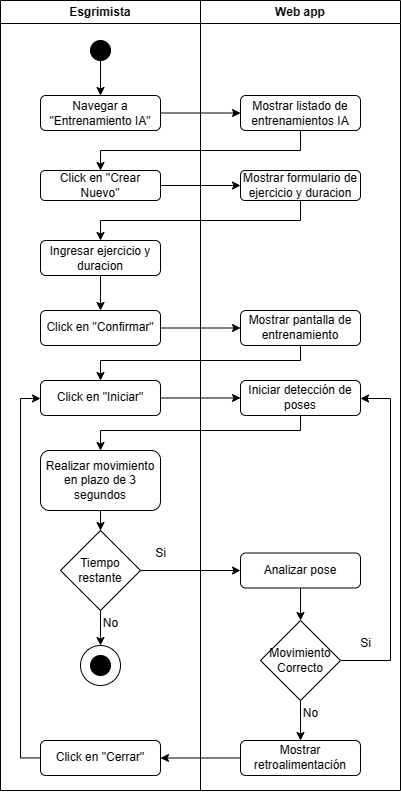 Esgrimista
Web app
Navegar a
"Entrenamiento IA"
Mostrar listado de
entrenamientos IA
Click en "Crear
Nuevo"
Mostrar formulario de
ejercicio y duracion
Ingresar ejercicio y
duracion
Click en "Confirmar"
Mostrar pantalla de
entrenamiento
Click en "Iniciar"
Iniciar detección de
poses
Realizar movimiento
en plazo de 3
segundos
Tiempo
restante
Si
Analizar pose
No
Movimiento
Correcto
Si
No
Click en "Cerrar"
Mostrar
retroalimentación